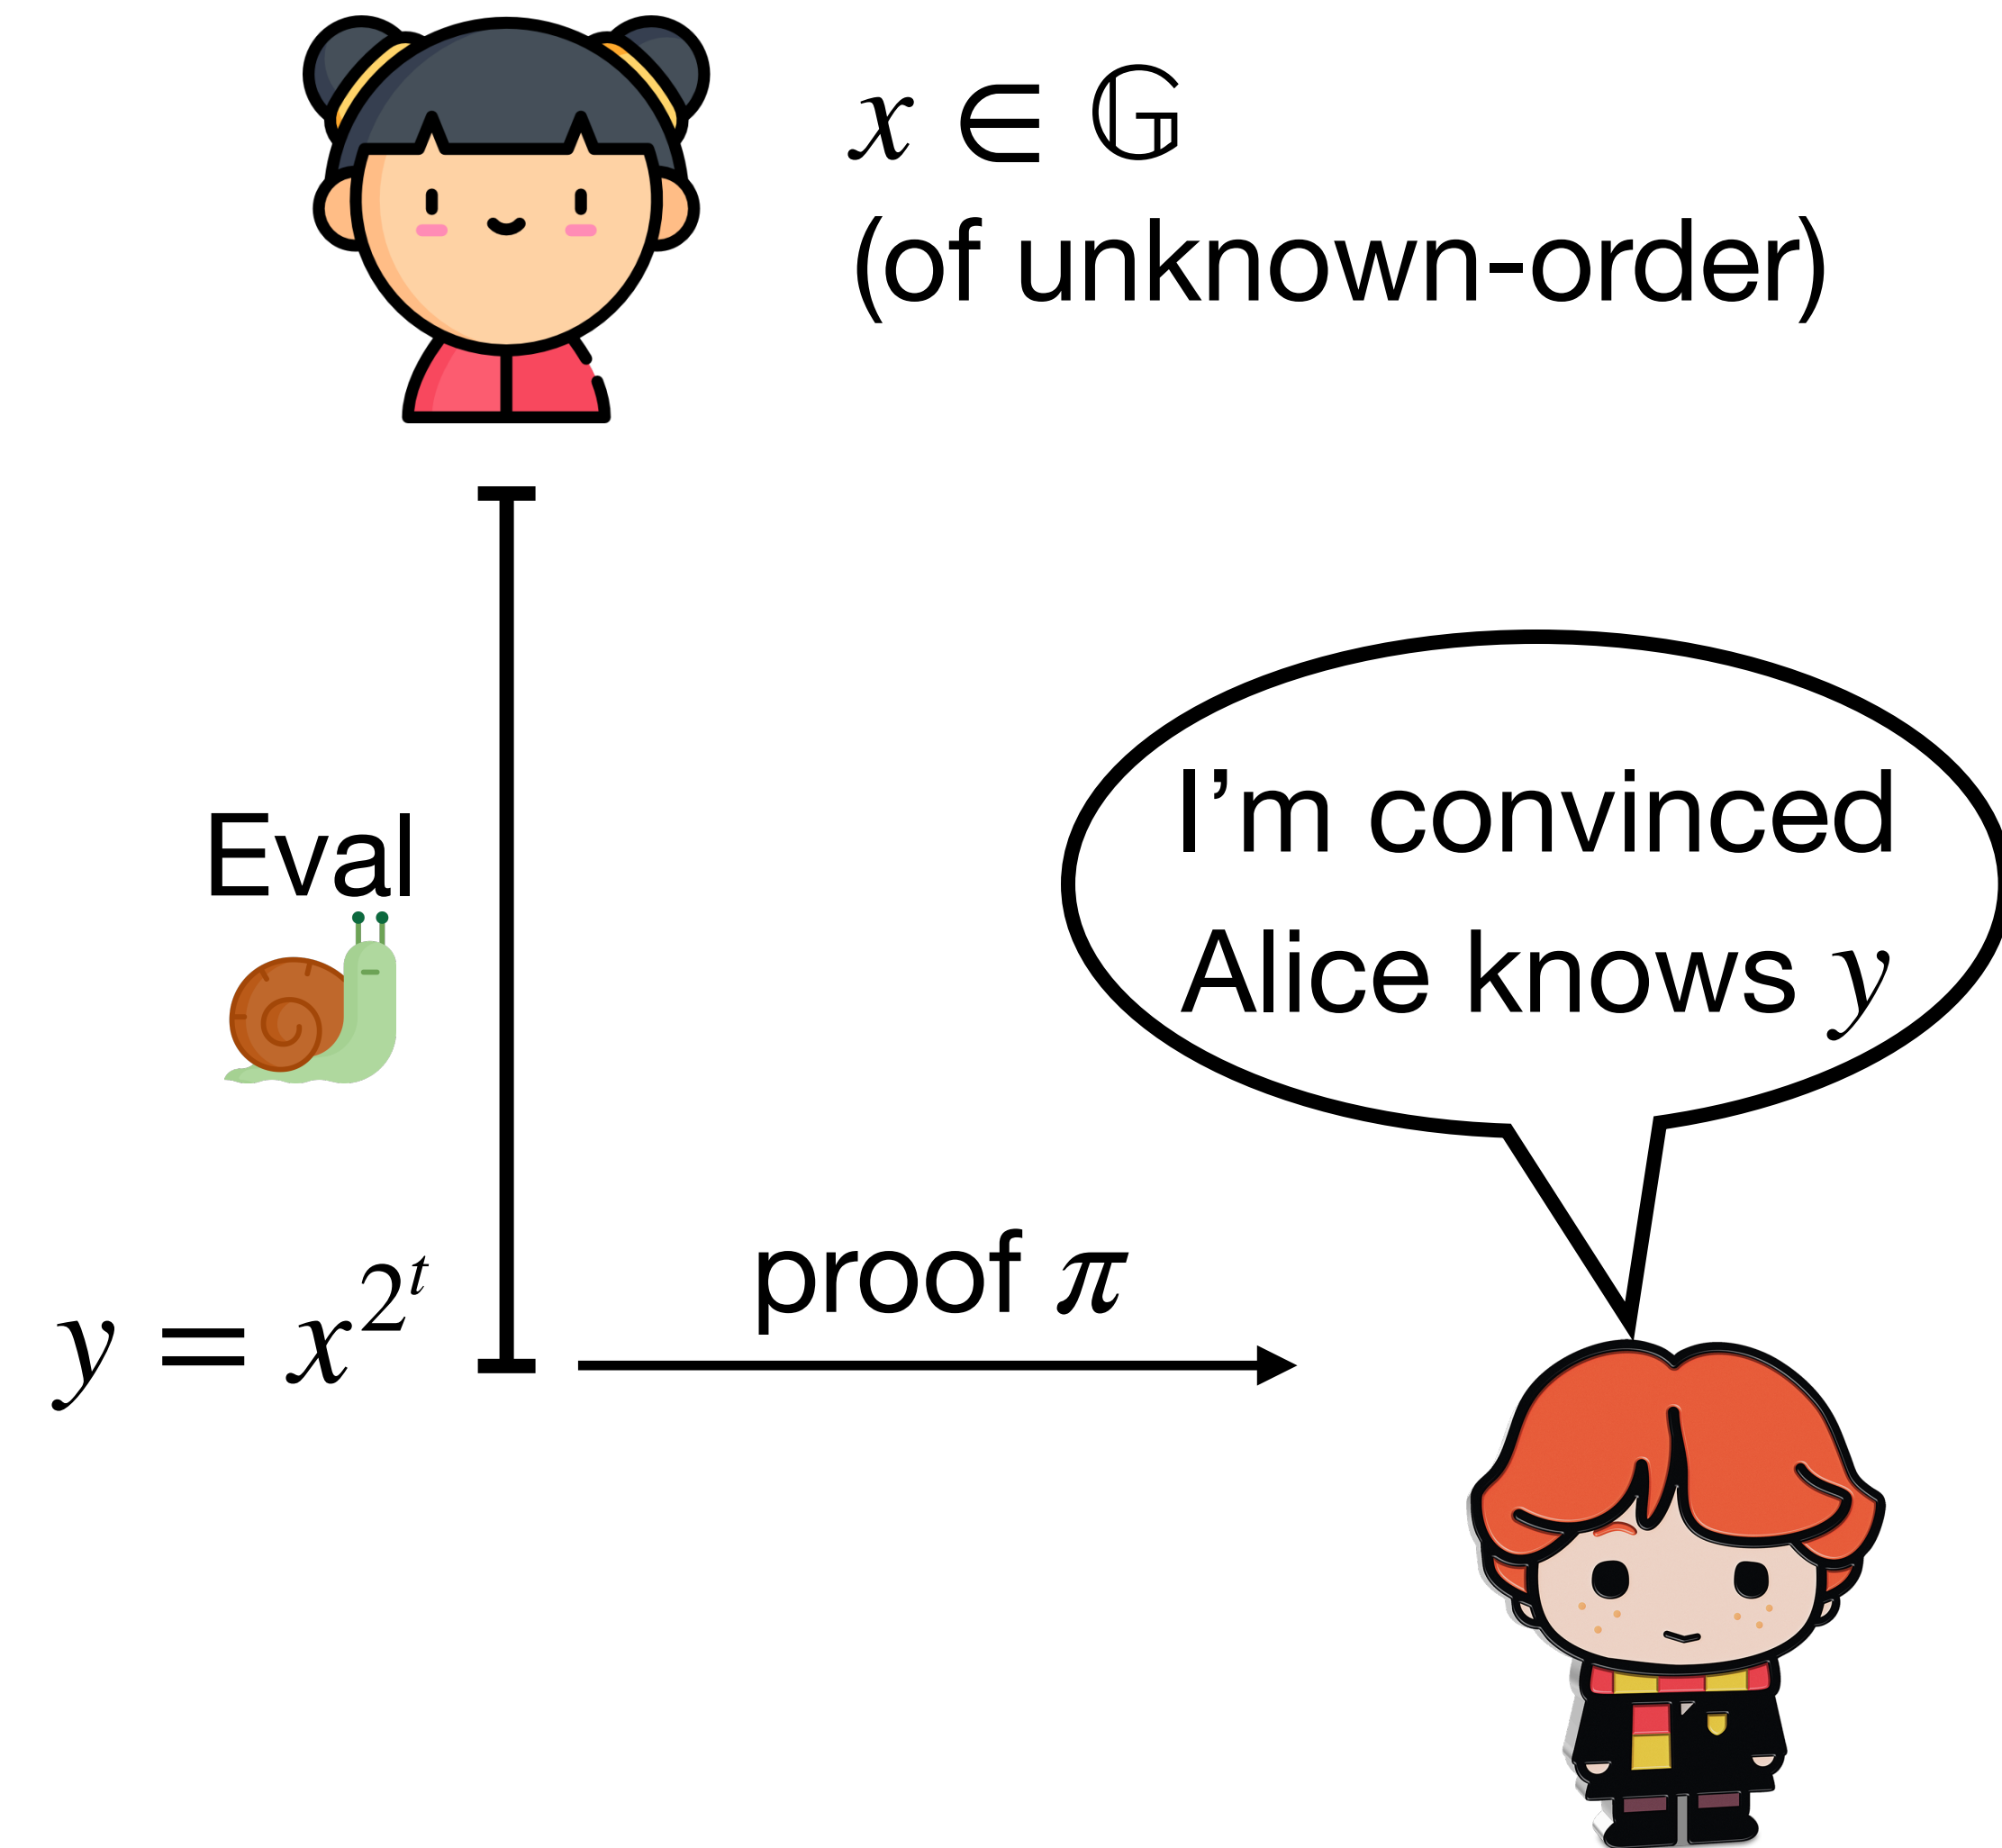 x ∈ 𝔾
(of unknown-order)
I’m convinced
Alice knows y
Eval
proof π
y = x^{2^t}